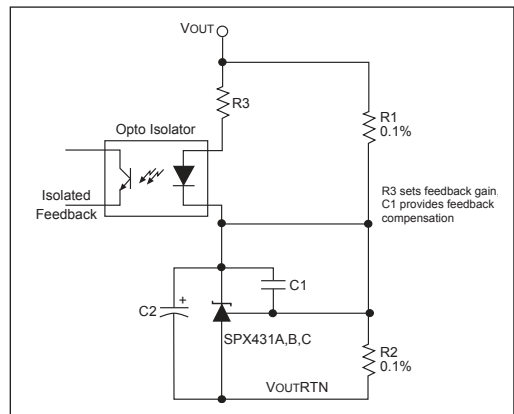 VOUT
R3
R1
0.1%
Opto Isolator
Isolated
Feedback
R3 sets feedback gain.
C1 provides feedback
compensation
C1
C2
+
SPX431A,B,C
R2
0.1%
VOUTRTN